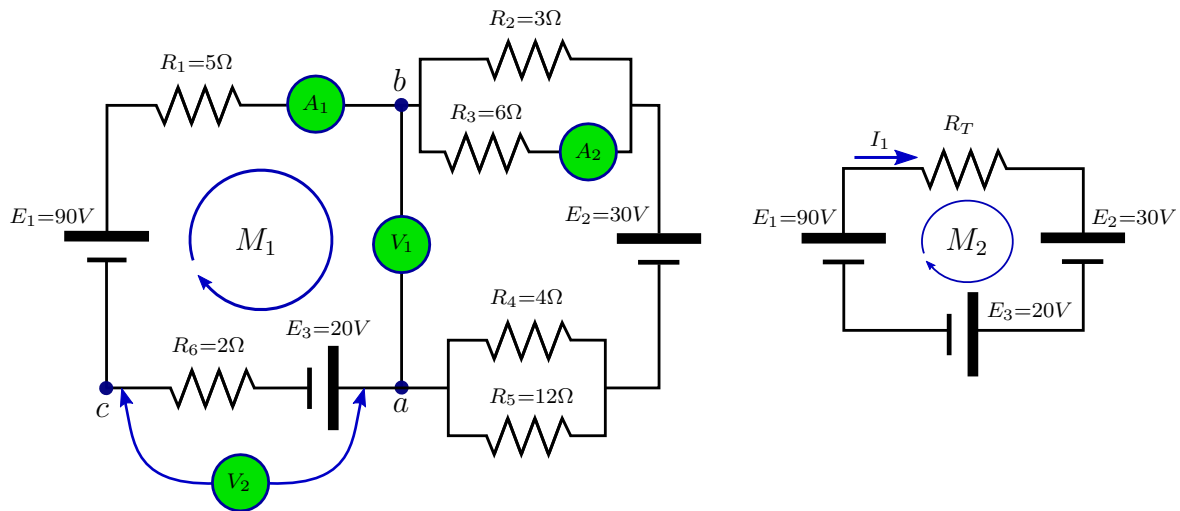 R₂=3Ω
R₁=5Ω
b
A₁
R₃=6Ω
A₂
I₁
R_T
E₁=90V
M₁
V₁
E₂=30V
E₁=90V
M₂
E₂=30V
R₄=4Ω
E₃=20V
E₃=20V
R₆=2Ω
R₅=12Ω
c
a
V₂